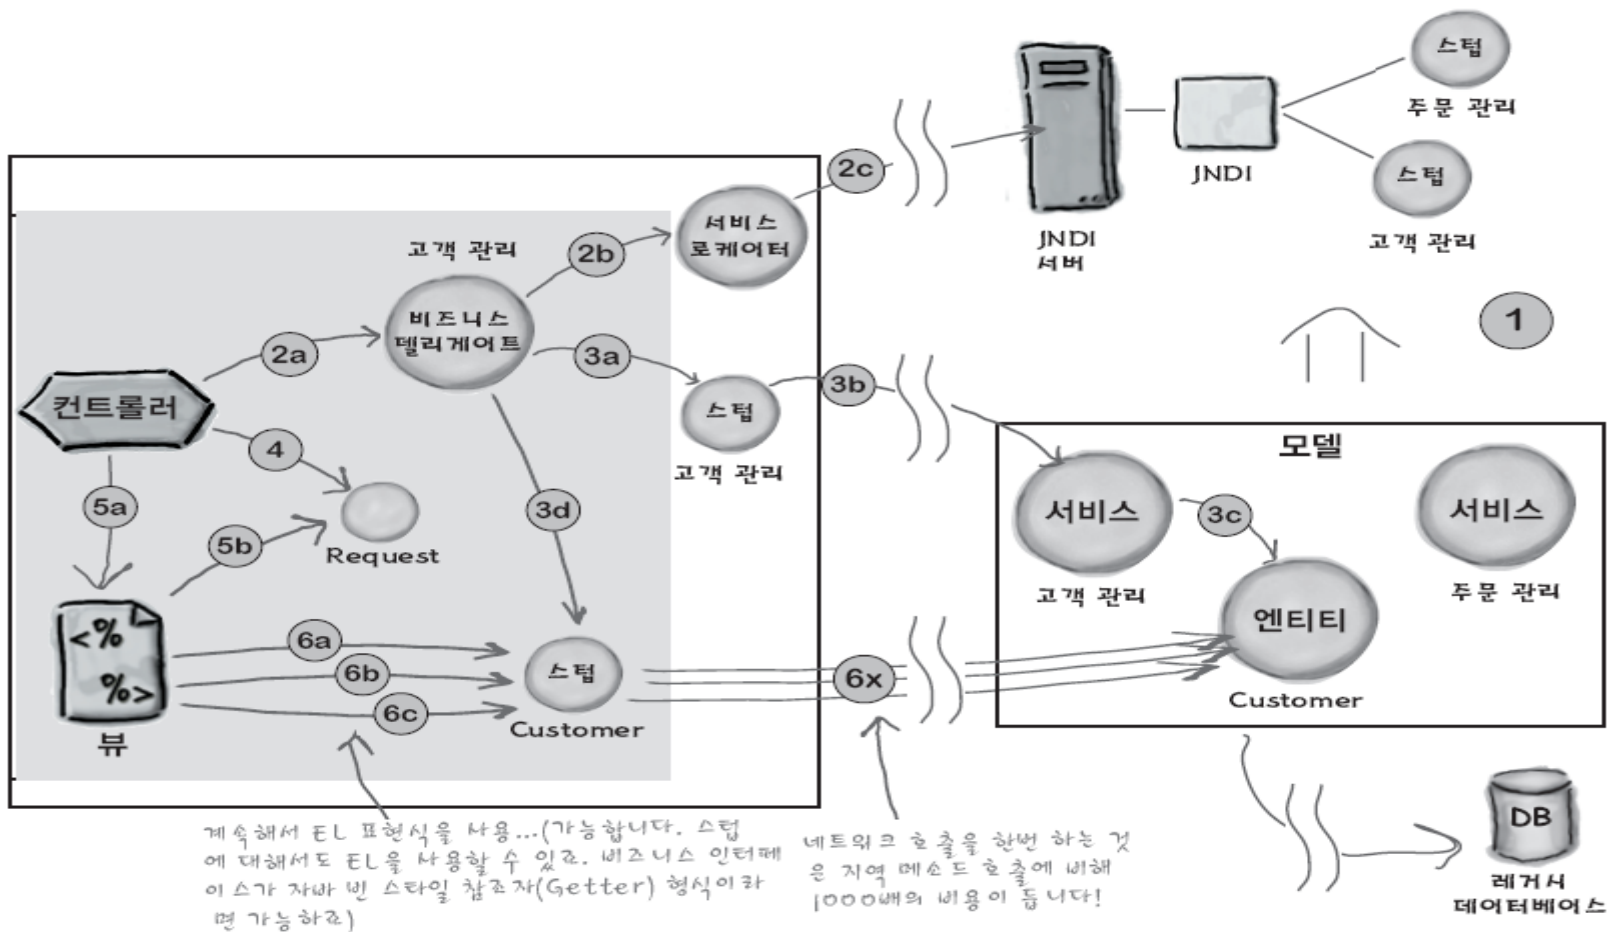 스텁
주문 관리
2c
JNDI
스텁
고객 관리
JNDI
서버
서비스
로케이터
고객 관리
2b
비즈니스
델리게이트
2a
3a
1
컨트롤러
스텁
고객 관리
3b
4
모델
5a
3d
서비스
고객 관리
3c
서비스
주문 관리
5b
Request
엔티티
Customer
<%
%>
뷰
6a
6b
6c
스텁
Customer
6x
계속해서 EL 표현식을 사용...(가능합니다. 스텁
에 대해서도 EL을 사용할 수 있죠. 비즈니스 인터페
이스가 자바 빈 스타일 참조자(Getter) 형식이라
면 가능하죠)
네트워크 호출을 한번 하는 것
은 지역 메소드 호출에 비해
1000배의 비용이 듭니다!
DB
레거시
데이터베이스